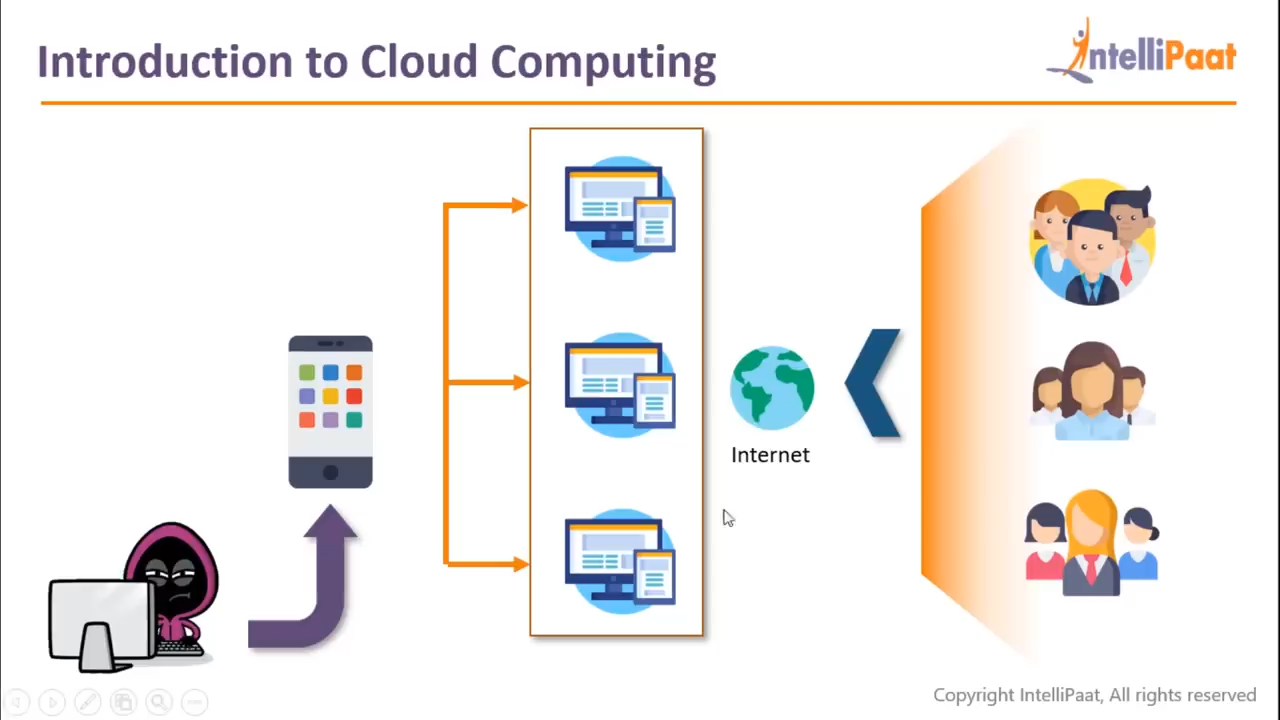 Introduction to Cloud Computing
IntelliPaat
Internet
Copyright IntelliPaat, All rights reserved